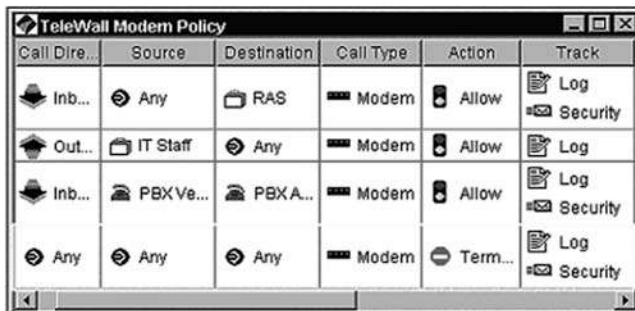 TeleWall Modem Policy
Call Dire... Source Destination Call Type Action Track
Inb... Any RAS Modem Allow Log
Security
Out... IT Staff Any Modem Allow Log
Inb... PBX Ve... PBX A... Modem Allow Log
Security
Any Any Any Modem Term... Log
Security